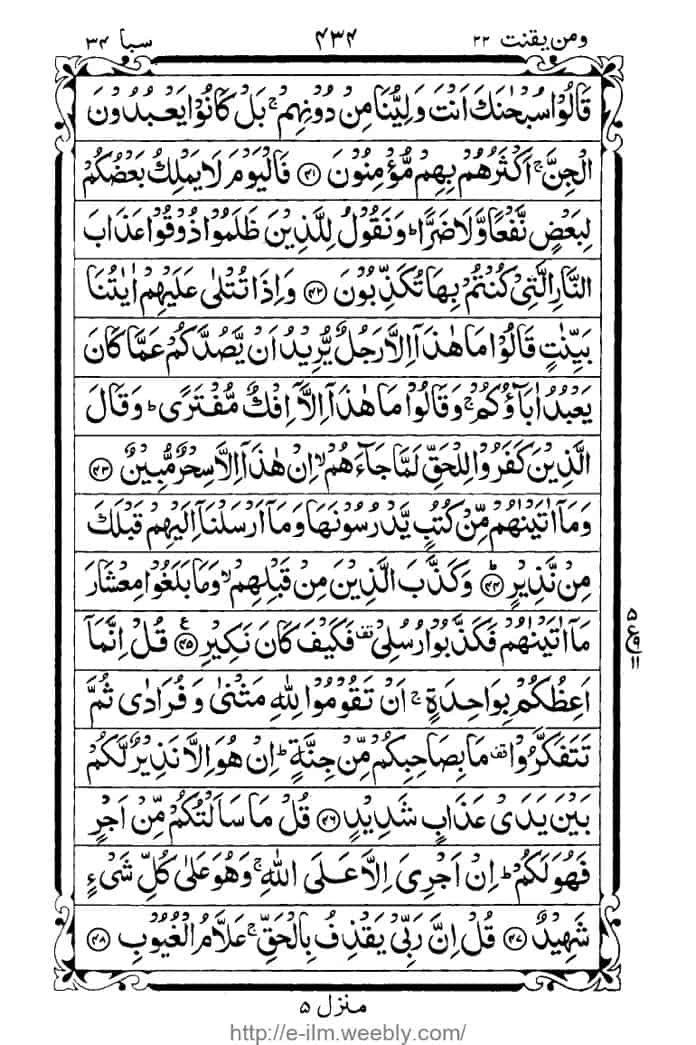 ومن يقنت ٢٢ ٤٣٤ سبا ٣٤
قَالُوۡا سُبۡحٰنَكَ اَنۡتَ وَلِيُّنَا مِنۡ دُوۡنِهِمۡ ۚ بَلۡ كَانُوۡا يَعۡبُدُوۡنَ
الۡجِنَّ ۚ اَكۡثَرُهُمۡ بِهِمۡ مُّؤۡمِنُوۡنَ ﴿٤١﴾ فَالۡيَوۡمَ لَا يَمۡلِكُ بَعۡضُكُمۡ
لِبَعۡضٍ نَّفۡعًا وَّلَا ضَرًّا ؕ وَنَقُوۡلُ لِلَّذِيۡنَ ظَلَمُوۡا ذُوۡقُوۡا عَذَابَ
النَّارِ الَّتِىۡ كُنۡتُمۡ بِهَا تُكَذِّبُوۡنَ ﴿٤٢﴾ وَاِذَا تُتۡلٰى عَلَيۡهِمۡ اٰيٰتُنَا
بَيِّنٰتٍ قَالُوۡا مَا هٰذَاۤ اِلَّا رَجُلٌ يُّرِيۡدُ اَنۡ يَّصُدَّكُمۡ عَمَّا كَانَ
يَعۡبُدُ اٰبَآؤُكُمۡ ۚ وَقَالُوۡا مَا هٰذَاۤ اِلَّاۤ اِفۡكٌ مُّفۡتَرًى ؕ وَقَالَ
الَّذِيۡنَ كَفَرُوۡا لِلۡحَقِّ لَمَّا جَآءَهُمۡ ۙ اِنۡ هٰذَاۤ اِلَّا سِحۡرٌ مُّبِيۡنٌ ﴿٤٣﴾
وَمَاۤ اٰتَيۡنٰهُمۡ مِّنۡ كُتُبٍ يَّدۡرُسُوۡنَهَا وَمَاۤ اَرۡسَلۡنَاۤ اِلَيۡهِمۡ قَبۡلَكَ
مِنۡ نَّذِيۡرٍ ؕ ﴿٤٤﴾ وَكَذَّبَ الَّذِيۡنَ مِنۡ قَبۡلِهِمۡ ۙ وَمَا بَلَغُوۡا مِعۡشَارَ
مَاۤ اٰتَيۡنٰهُمۡ فَكَذَّبُوۡا رُسُلِىۡ ۟ فَكَيۡفَ كَانَ نَكِيۡرِ ﴿٤٥﴾ ع قُلۡ اِنَّمَاۤ
٥ ع ٩ ١١
اَعِظُكُمۡ بِوَاحِدَةٍ ۚ اَنۡ تَقُوۡمُوۡا لِلّٰهِ مَثۡنٰى وَ فُرَادٰى ثُمَّ
تَتَفَكَّرُوۡا ۟ مَا بِصَاحِبِكُمۡ مِّنۡ جِنَّةٍ ؕ اِنۡ هُوَ اِلَّا نَذِيۡرٌ لَّكُمۡ
بَيۡنَ يَدَىۡ عَذَابٍ شَدِيۡدٍ ﴿٤٦﴾ قُلۡ مَا سَاَلۡتُكُمۡ مِّنۡ اَجۡرٍ
فَهُوَ لَكُمۡ ؕ اِنۡ اَجۡرِىَ اِلَّا عَلَى اللّٰهِ ۚ وَهُوَ عَلٰى كُلِّ شَىۡءٍ
شَهِيۡدٌ ﴿٤٧﴾ قُلۡ اِنَّ رَبِّىۡ يَقۡذِفُ بِالۡحَقِّ ۚ عَلَّامُ الۡغُيُوۡبِ ﴿٤٨﴾
منزل ٥
http://e-ilm.weebly.com/